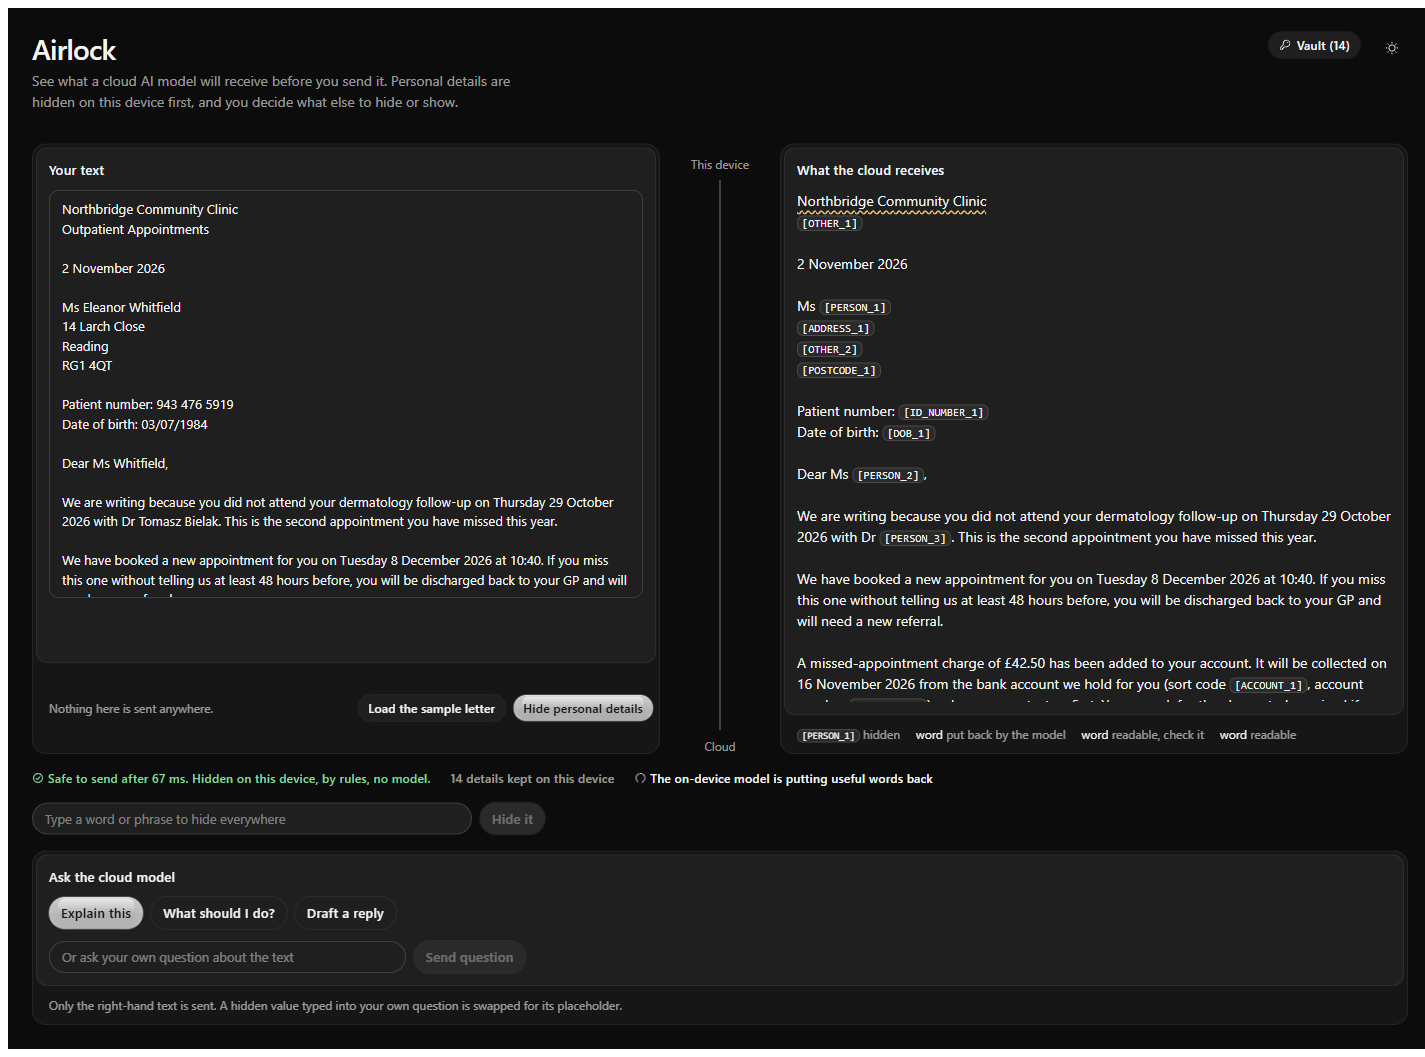 Airlock
Vault (14)
See what a cloud AI model will receive before you send it. Personal details are
hidden on this device first, and you decide what else to hide or show.
Your text
Northbridge Community Clinic
Outpatient Appointments
2 November 2026
Ms Eleanor Whitfield
14 Larch Close
Reading
RG1 4QT
Patient number: 943 476 5919
Date of birth: 03/07/1984
Dear Ms Whitfield,
We are writing because you did not attend your dermatology follow-up on Thursday 29 October
2026 with Dr Tomasz Bielak. This is the second appointment you have missed this year.
We have booked a new appointment for you on Tuesday 8 December 2026 at 10:40. If you miss
this one without telling us at least 48 hours before, you will be discharged back to your GP and will
Nothing here is sent anywhere.
Load the sample letter
Hide personal details
This device
Cloud
What the cloud receives
Northbridge Community Clinic
[OTHER_1]
2 November 2026
Ms [PERSON_1]
[ADDRESS_1]
[OTHER_2]
[POSTCODE_1]
Patient number: [ID_NUMBER_1]
Date of birth: [DOB_1]
Dear Ms [PERSON_2],
We are writing because you did not attend your dermatology follow-up on Thursday 29 October
2026 with Dr [PERSON_3]. This is the second appointment you have missed this year.
We have booked a new appointment for you on Tuesday 8 December 2026 at 10:40. If you miss
this one without telling us at least 48 hours before, you will be discharged back to your GP and
will need a new referral.
A missed-appointment charge of £42.50 has been added to your account. It will be collected on
16 November 2026 from the bank account we hold for you (sort code [ACCOUNT_1], account
[PERSON_1] hidden word put back by the model word readable, check it word readable
Safe to send after 67 ms. Hidden on this device, by rules, no model. 14 details kept on this device The on-device model is putting useful words back
Type a word or phrase to hide everywhere
Hide it
Ask the cloud model
Explain this
What should I do?
Draft a reply
Or ask your own question about the text
Send question
Only the right-hand text is sent. A hidden value typed into your own question is swapped for its placeholder.